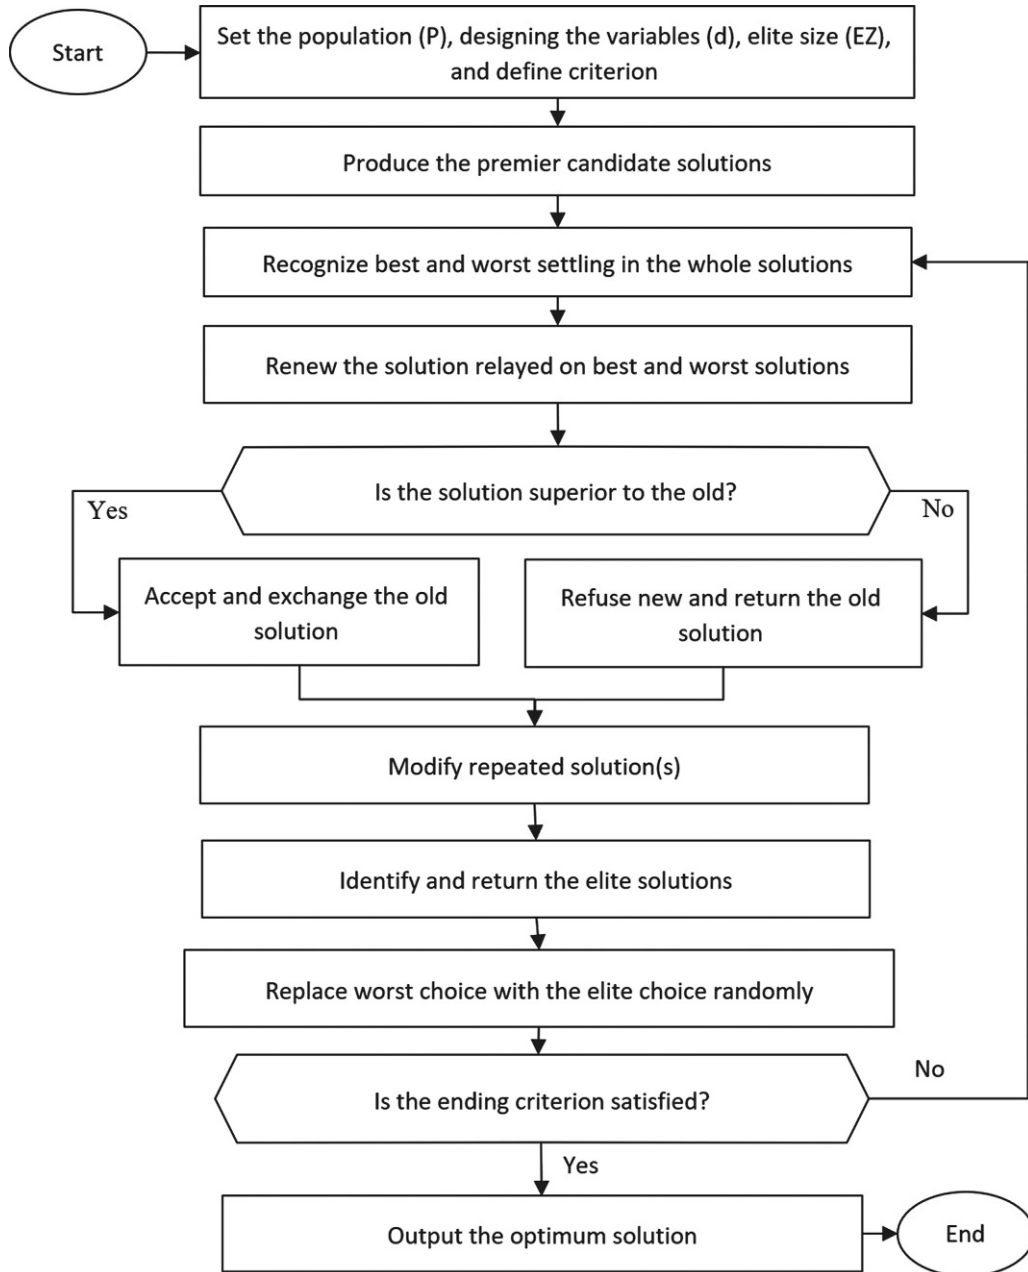 Start
Set the population (P), designing the variables (d), elite size (EZ),
and define criterion
Produce the premier candidate solutions
Recognize best and worst settling in the whole solutions
Renew the solution relayed on best and worst solutions
Is the solution superior to the old?
Yes
No
Accept and exchange the old
solution
Refuse new and return the old
solution
Modify repeated solution(s)
Identify and return the elite solutions
Replace worst choice with the elite choice randomly
Is the ending criterion satisfied?
No
Yes
Output the optimum solution
End